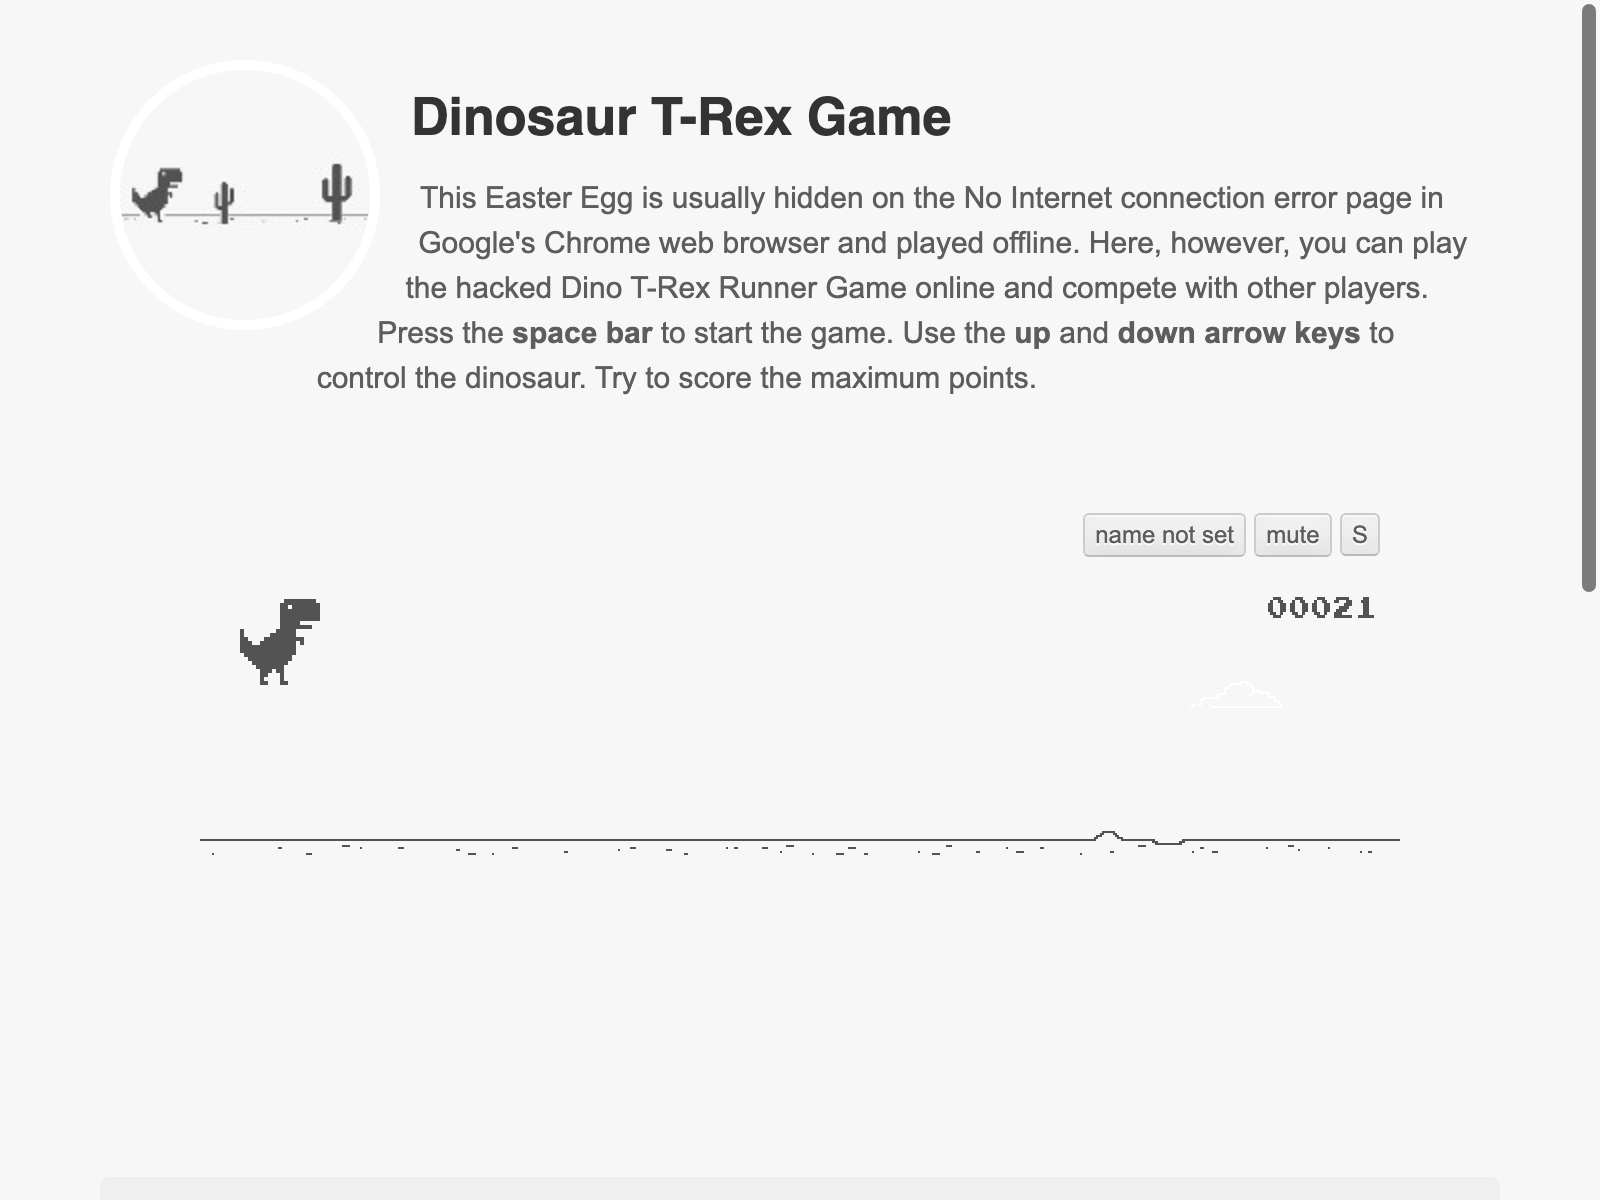 Dinosaur T-Rex Game
This Easter Egg is usually hidden on the No Internet connection error page in
Google's Chrome web browser and played offline. Here, however, you can play
the hacked Dino T-Rex Runner Game online and compete with other players.
Press the space bar to start the game. Use the up and down arrow keys to
control the dinosaur. Try to score the maximum points.
name not set mute S
00021